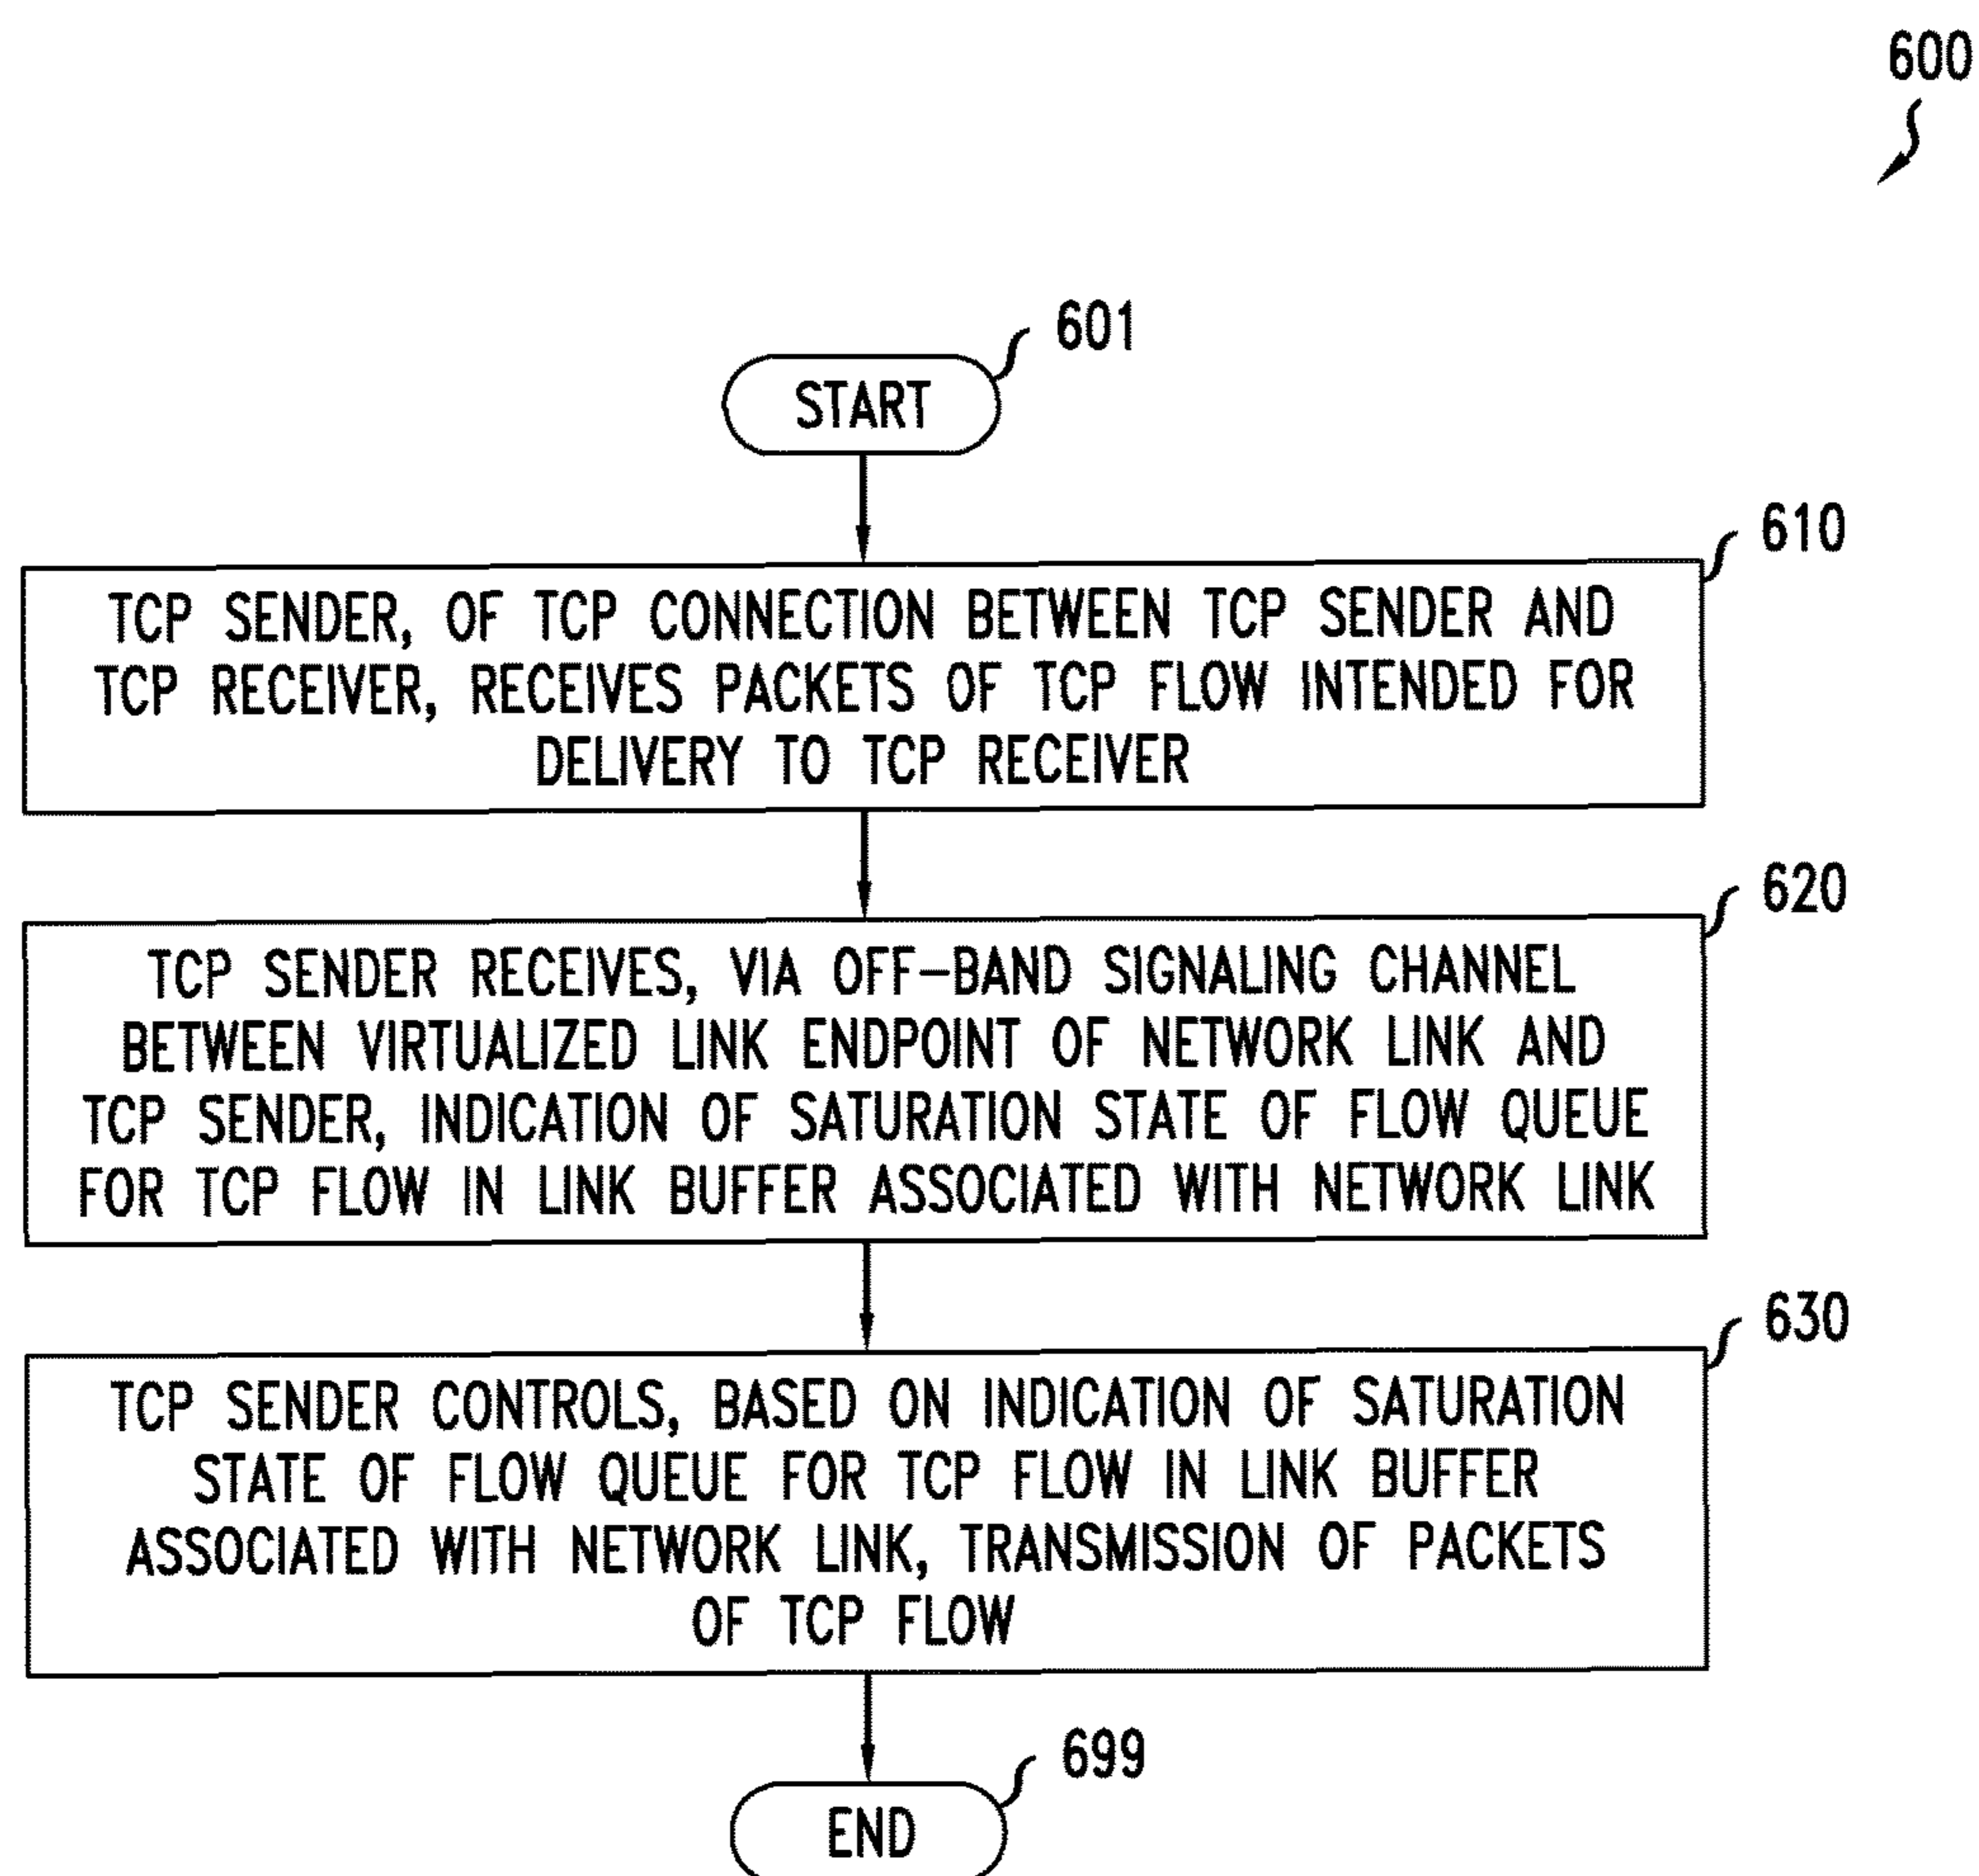 600
601
START
610
TCP SENDER, OF TCP CONNECTION BETWEEN TCP SENDER AND
TCP RECEIVER, RECEIVES PACKETS OF TCP FLOW INTENDED FOR
DELIVERY TO TCP RECEIVER
620
TCP SENDER RECEIVES, VIA OFF-BAND SIGNALING CHANNEL
BETWEEN VIRTUALIZED LINK ENDPOINT OF NETWORK LINK AND
TCP SENDER, INDICATION OF SATURATION STATE OF FLOW QUEUE
FOR TCP FLOW IN LINK BUFFER ASSOCIATED WITH NETWORK LINK
630
TCP SENDER CONTROLS, BASED ON INDICATION OF SATURATION
STATE OF FLOW QUEUE FOR TCP FLOW IN LINK BUFFER
ASSOCIATED WITH NETWORK LINK, TRANSMISSION OF PACKETS
OF TCP FLOW
699
END